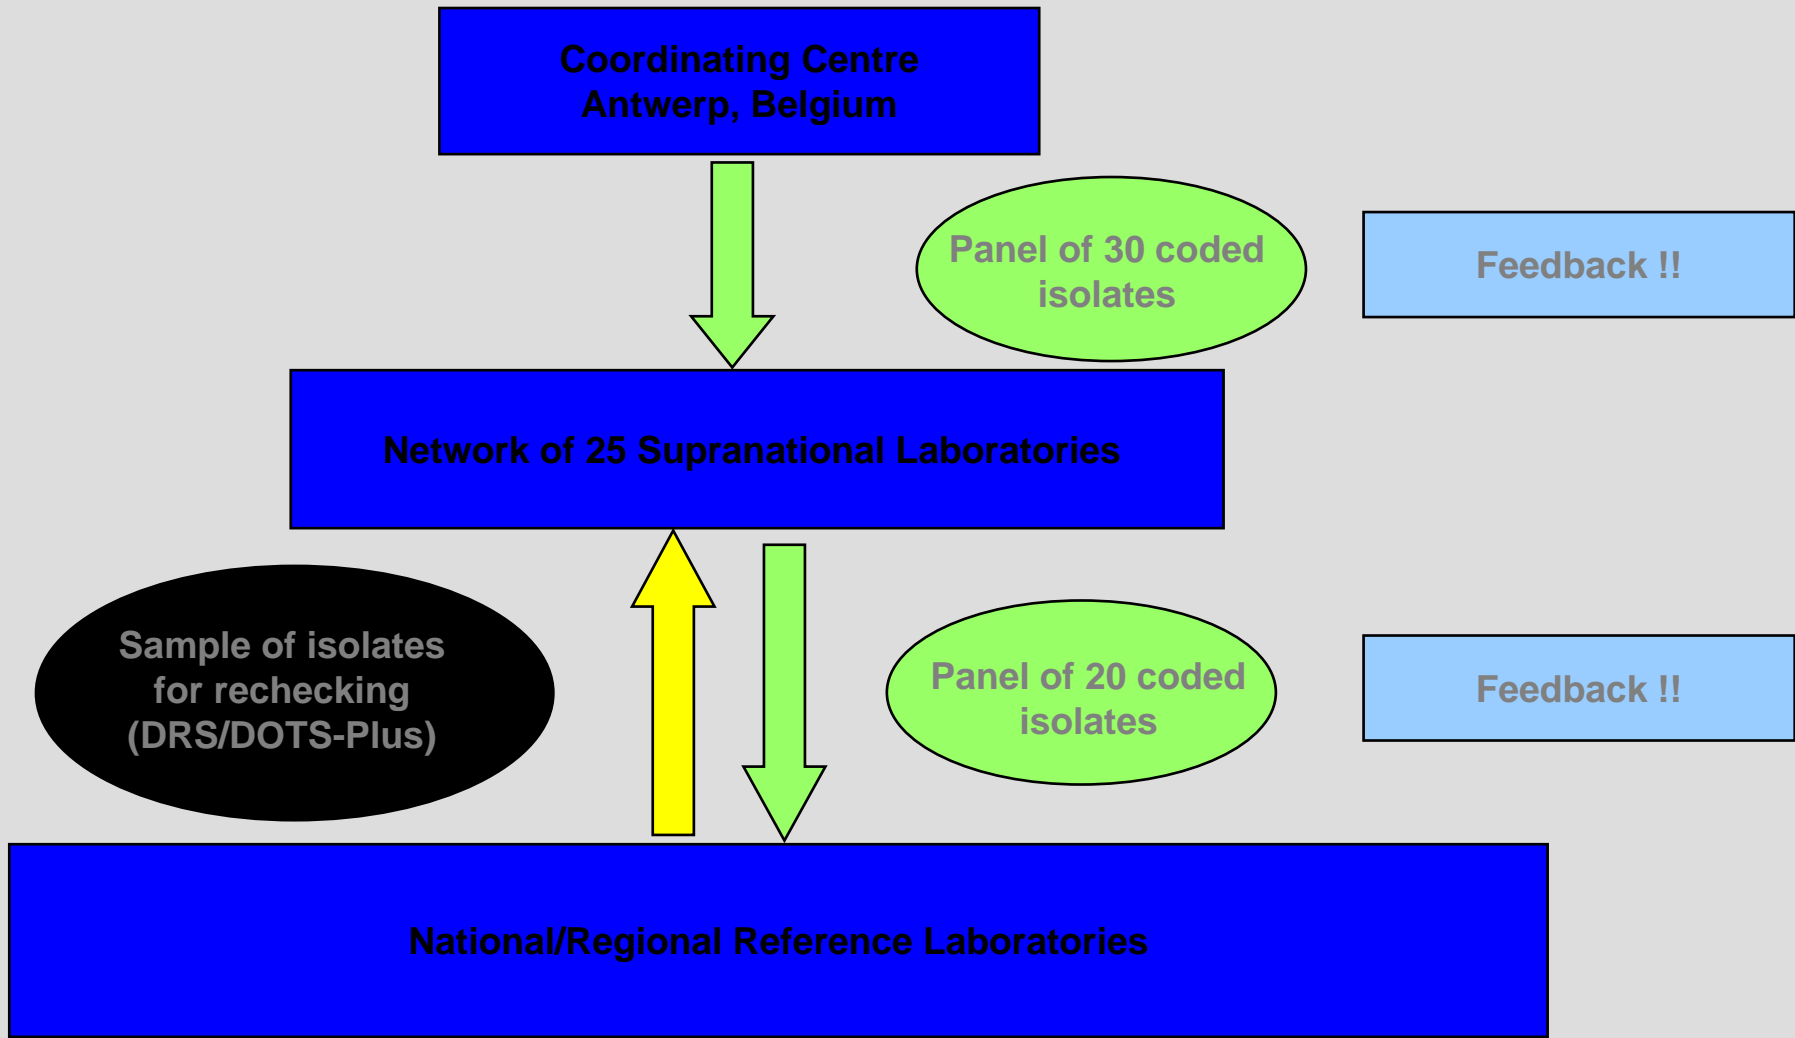 Coordinating Centre
Antwerp, Belgium
Panel of 30 coded
isolates
Feedback !!
Network of 25 Supranational Laboratories
Sample of isolates
for rechecking
(DRS/DOTS-Plus)
Panel of 20 coded
isolates
Feedback !!
National/Regional Reference Laboratories